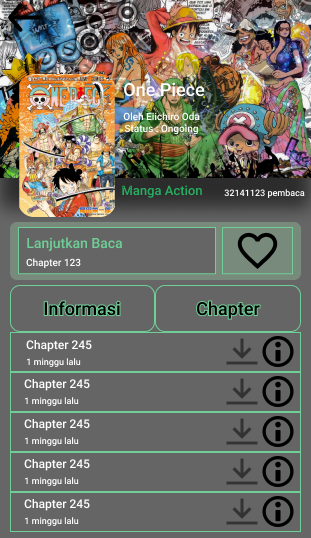 ONE PIECE
One Piece
Oleh Eiichiro Oda
Status : Ongoing
Manga Action
32141123 pembaca
Lanjutkan Baca
Chapter 123
Informasi
Chapter
Chapter 245
1 minggu lalu
Chapter 245
1 minggu lalu
Chapter 245
1 minggu lalu
Chapter 245
1 minggu lalu
Chapter 245
1 minggu lalu